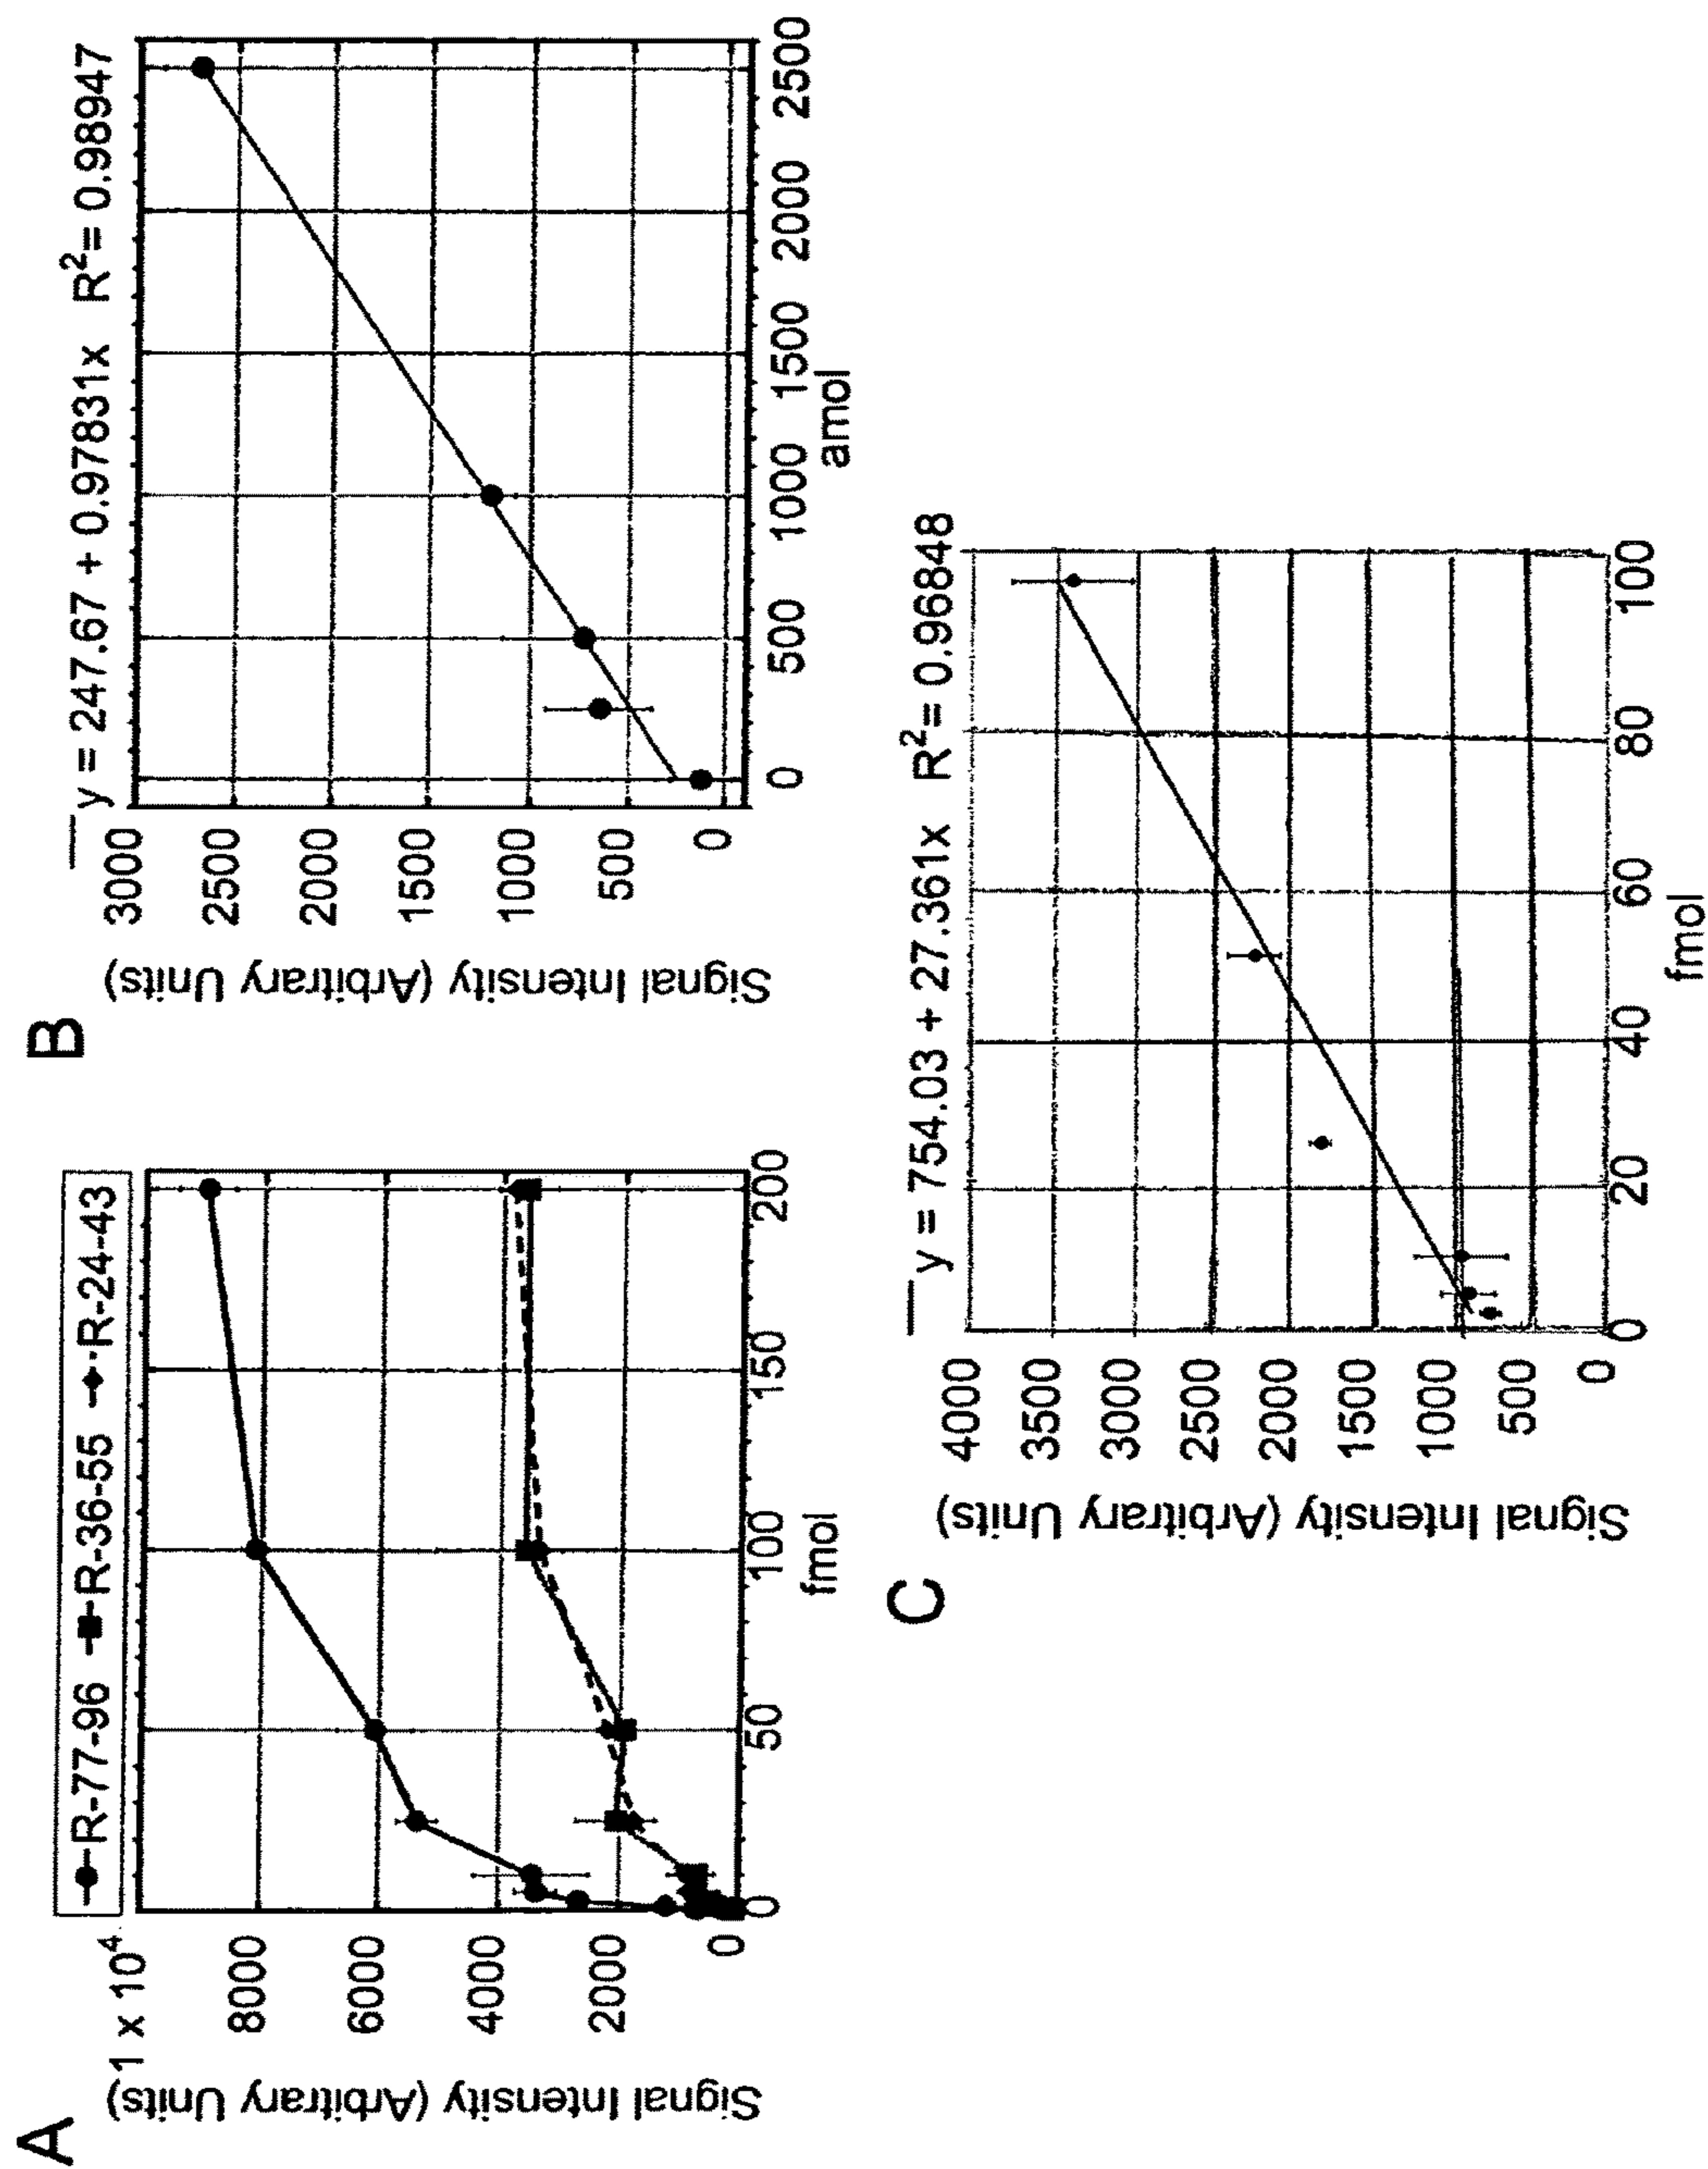 A
R-77-96 R-36-55 R-24-43
1 x 10⁴
8000
6000
4000
2000
0
Signal Intensity (Arbitrary Units)
0 50 100 150 200
fmol
B
y = 247.67 + 0.97831x R²= 0.98947
3000
2500
2000
1500
1000
500
0
Signal Intensity (Arbitrary Units)
0 500 1000 1500 2000 2500
amol
C
y = 754.03 + 27.361x R²= 0.96848
4000
3500
3000
2500
2000
1500
1000
500
0
Signal Intensity (Arbitrary Units)
0 20 40 60 80 100
fmol